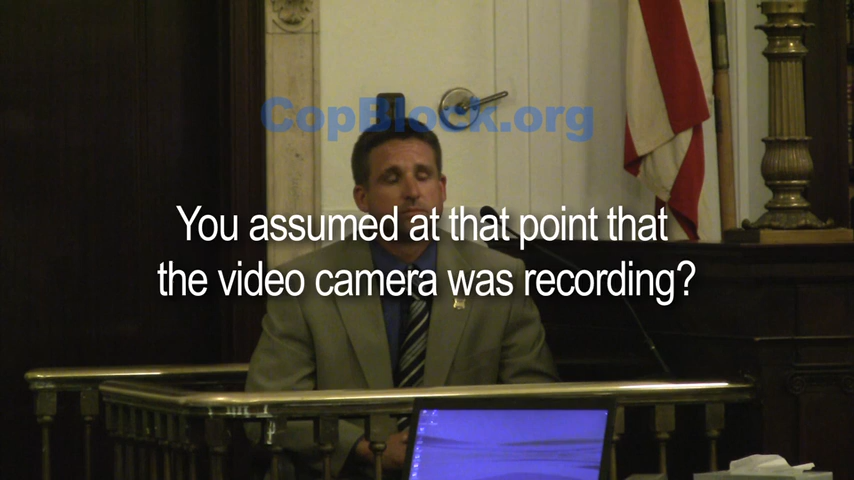 CopBlock.org
You assumed at that point that
the video camera was recording?